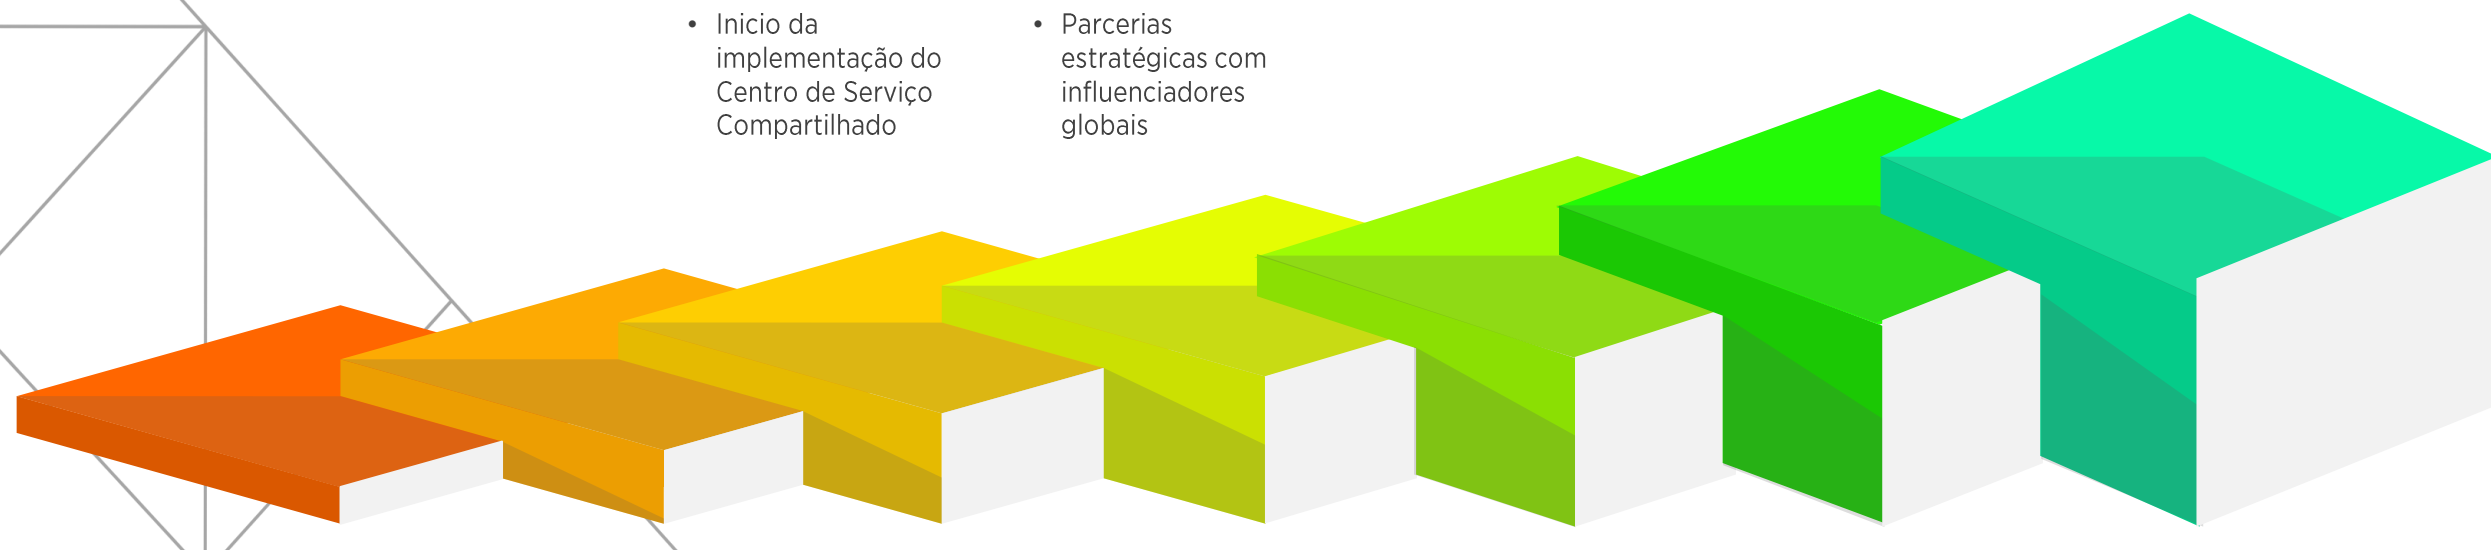 • Inicio da
implementação do
Centro de Serviço
Compartilhado
• Parcerias
estratégicas com
influenciadores
globais